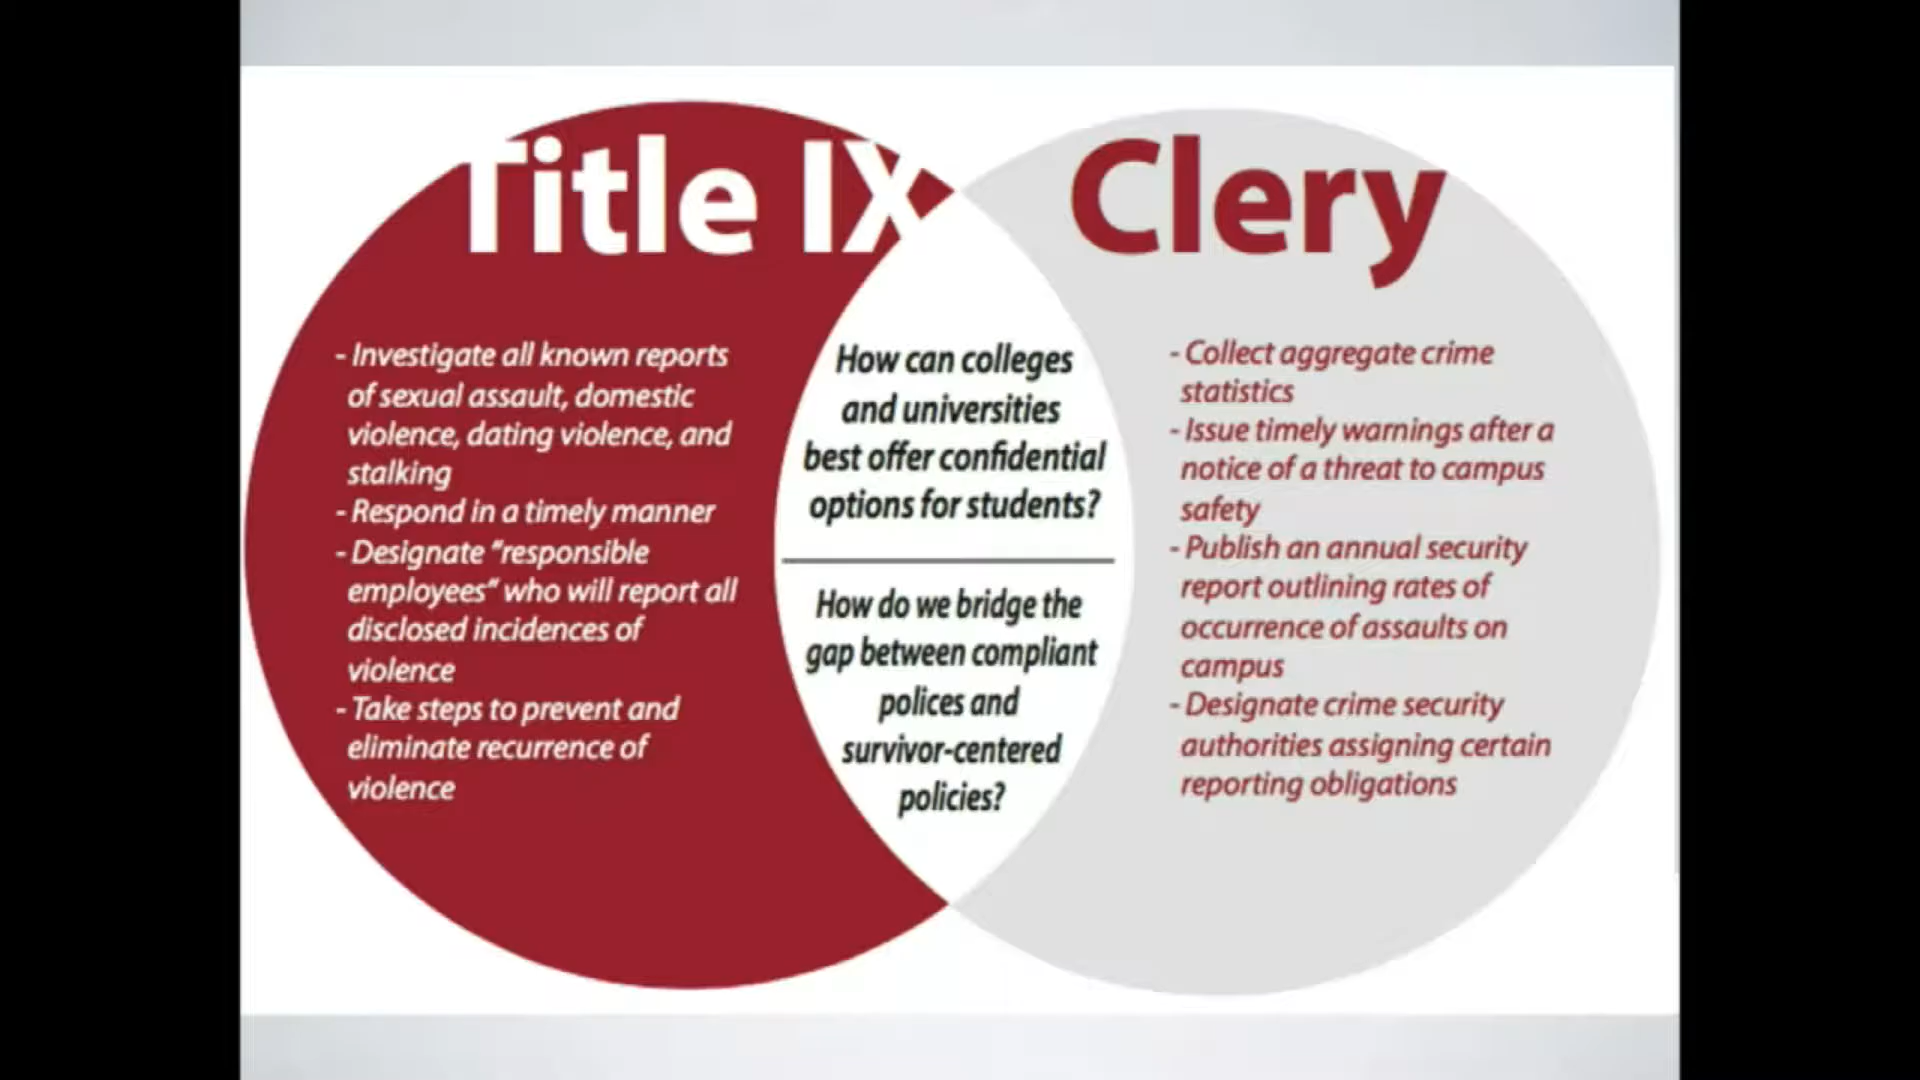 Title IX
- Investigate all known reports
of sexual assault, domestic
violence, dating violence, and
stalking
- Respond in a timely manner
- Designate “responsible
employees“ who will report all
disclosed incidences of
violence
- Take steps to prevent and
eliminate recurrence of
violence
How can colleges
and universities
best offer confidential
options for students?
How do we bridge the
gap between compliant
polices and
survivor-centered
policies?
Clery
- Collect aggregate crime
statistics
- Issue timely warnings after a
notice of a threat to campus
safety
- Publish an annual security
report outlining rates of
occurrence of assaults on
campus
- Designate crime security
authorities assigning certain
reporting obligations